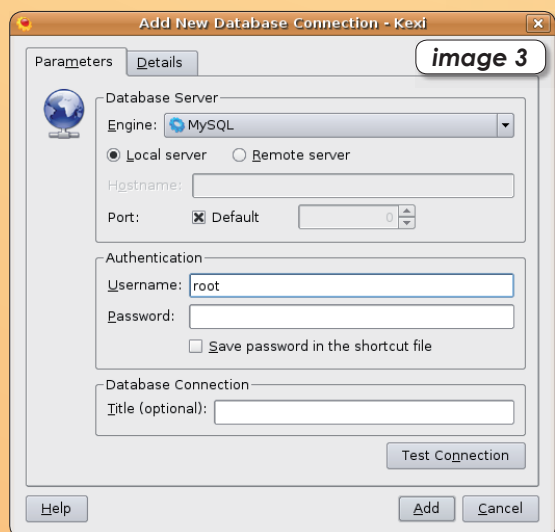 Add New Database Connection - Kexi
image 3
Parameters Details
Database Server
Engine: MySQL
Local server Remote server
Hostname:
Port: Default 0
Authentication
Username: root
Password:
Save password in the shortcut file
Database Connection
Title (optional):
Test Connection
Help Add Cancel